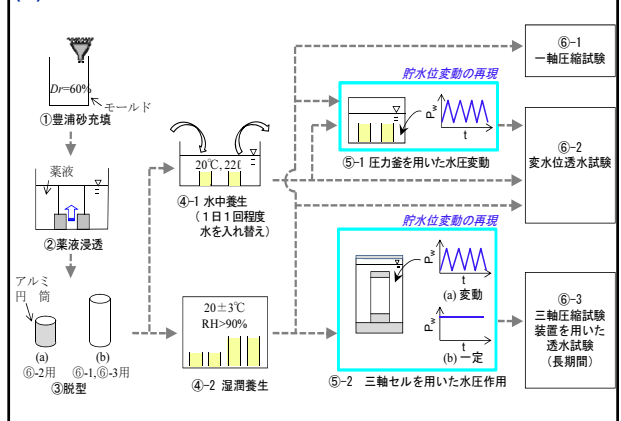 Dr=60%
モールド
①豊浦砂充填
薬液
②薬液浸透
アルミ
円 筒
(a)
(b)
⑥-2用
⑥-1,⑥-3用
③脱型
20℃, 22ℓ
④-1 水中養生
(1日1回程度
水を入れ替え)
20±3℃
RH>90%
④-2 湿潤養生
貯水位変動の再現
Pw
t
⑤-1 圧力釜を用いた水圧変動
貯水位変動の再現
Pw
t
(a) 変動
Pw
t
(b) 一定
⑤-2 三軸セルを用いた水圧作用
⑥-1
一軸圧縮試験
⑥-2
変水位透水試験
⑥-3
三軸圧縮試験
装置を用いた
透水試験
(長期間)